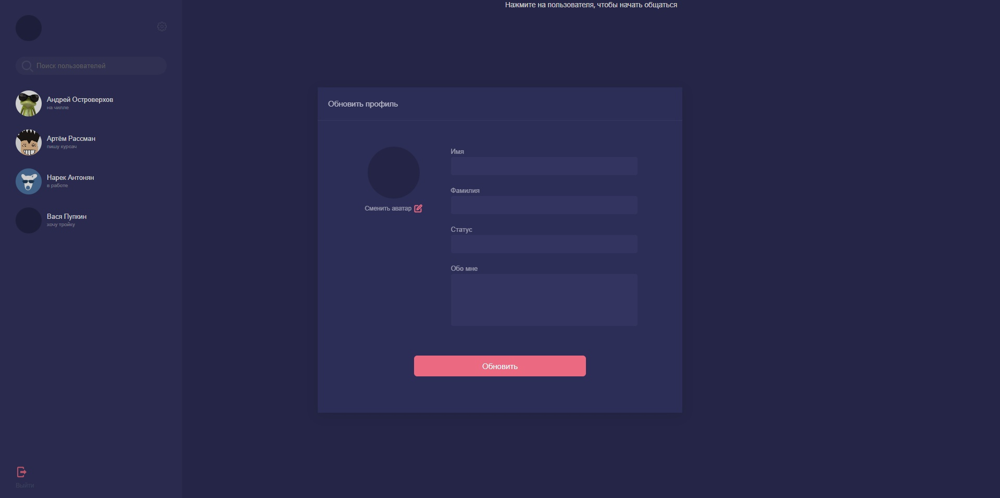 Нажмите на пользователя, чтобы начать общаться
Поиск пользователей
Андрей Островерхов
на чилле
Артём Рассман
пишу курсач
Нарек Антонян
в работе
Вася Пупкин
хочу тройку
Выйти
Обновить профиль
Сменить аватар
Имя
Фамилия
Статус
Обо мне
Обновить